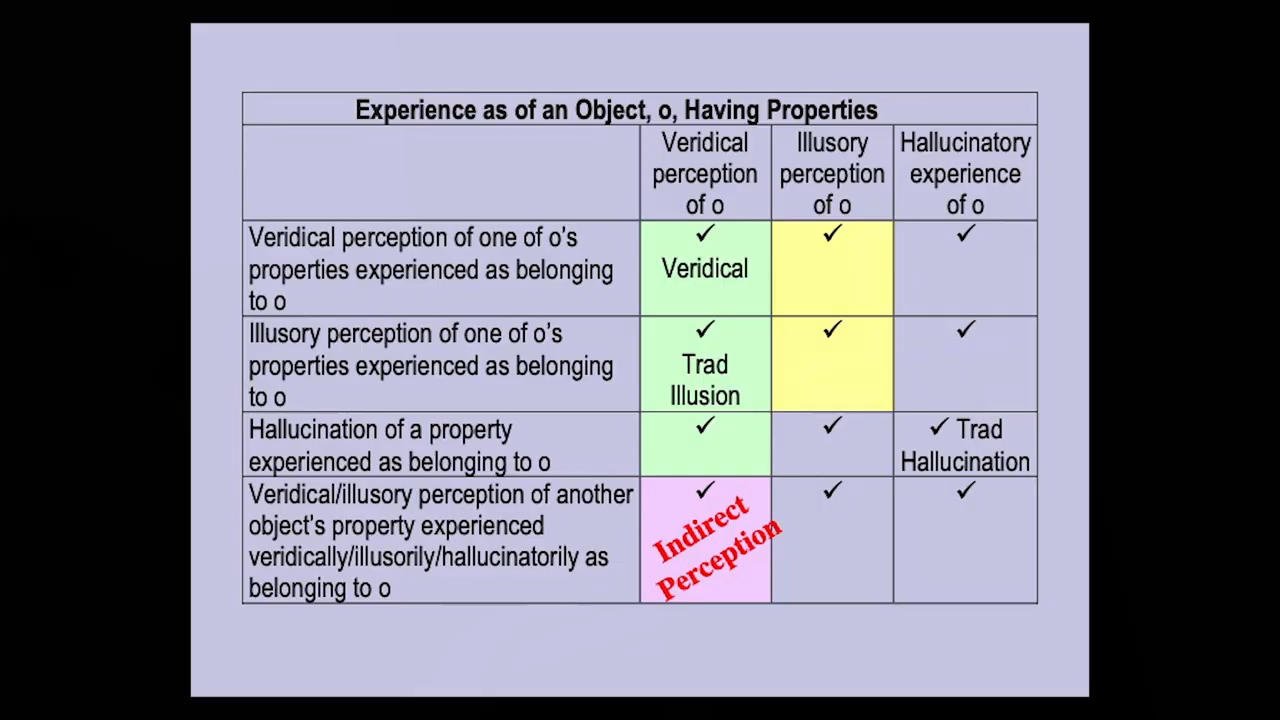 Experience as of an Object, o, Having Properties
Veridical perception of o
Illusory perception of o
Hallucinatory experience of o
Veridical perception of one of o’s
properties experienced as belonging
to o
✓
Veridical
✓
✓
Illusory perception of one of o’s
properties experienced as belonging
to o
✓
Trad
Illusion
✓
✓
Hallucination of a property
experienced as belonging to o
✓
✓
✓ Trad
Hallucination
Veridical/illusory perception of another
object’s property experienced
veridically/illusorily/hallucinatorily as
belonging to o
✓
Indirect
Perception
✓
✓